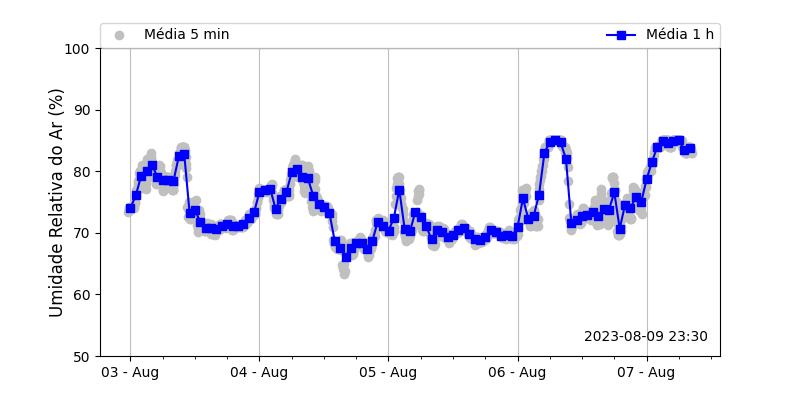 Média 5 min
Média 1 h
Umidade Relativa do Ar (%)
100
90
80
70
60
50
2023-08-09 23:30
03 - Aug
04 - Aug
05 - Aug
06 - Aug
07 - Aug